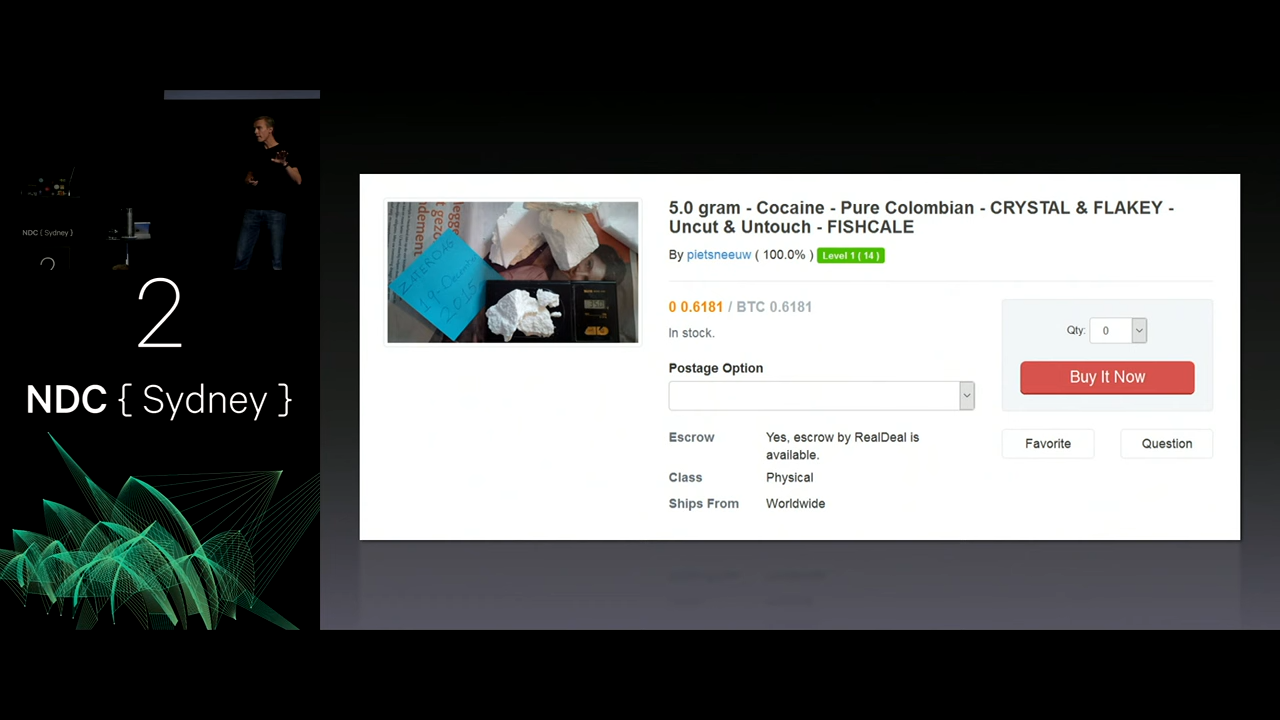 NDC { Sydney }
2
NDC { Sydney }
5.0 gram - Cocaine - Pure Colombian - CRYSTAL & FLAKEY -
Uncut & Untouch - FISHCALE
By pietsneeuw ( 100.0% ) Level 1 ( 14 )
0 0.6181 / BTC 0.6181
In stock.
Postage Option
Escrow Yes, escrow by RealDeal is
available.
Class Physical
Ships From Worldwide
Qty: 0
Buy It Now
Favorite Question